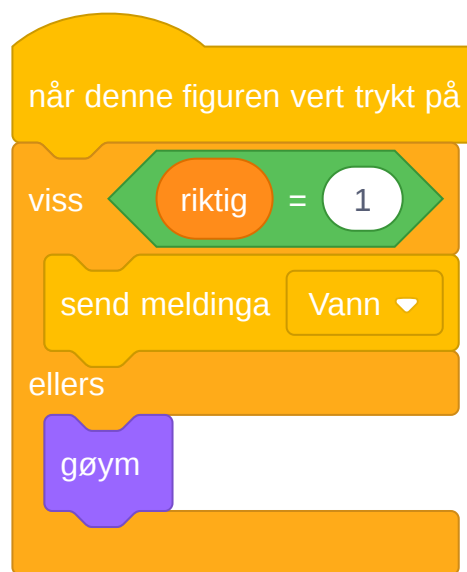 når denne figuren vert trykt på
viss riktig = 1
send meldinga Vann
ellers
gøym